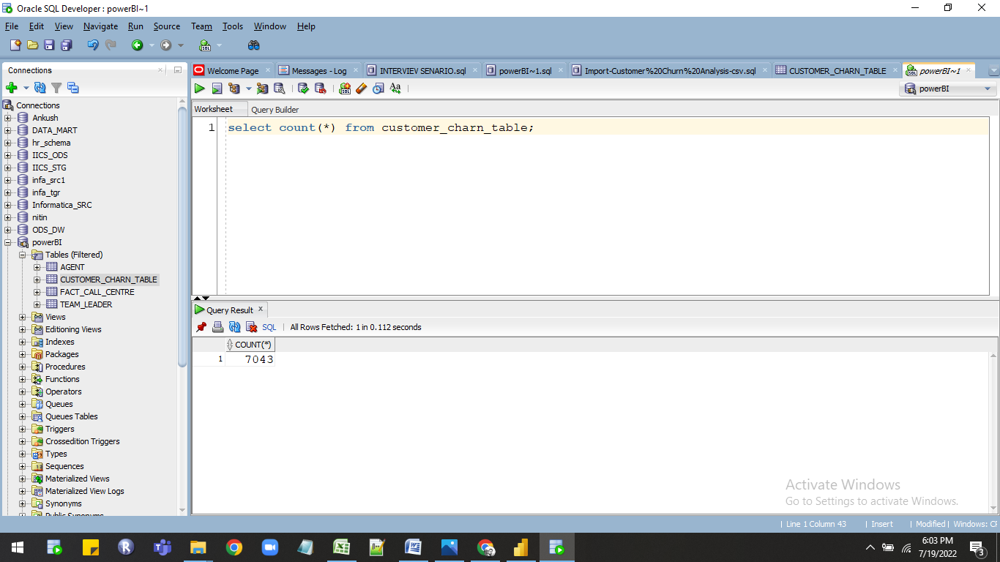 Oracle SQL Developer : powerBI~1
File Edit View Navigate Run Source Team Tools Window Help
Connections
Welcome Page
Messages - Log
INTERVIEV SENARIO.sql
powerBI~1.sql
Import-Customer%20Churn%20Analysis-csv.sql
CUSTOMER_CHARN_TABLE
powerBI~1
powerBI
Worksheet Query Builder
1 select count(*) from customer_charn_table;
Connections
Ankush
DATA_MART
hr_schema
IICS_ODS
IICS_STG
infa_src1
infa_tgr
Informatica_SRC
nitin
ODS_DW
powerBI
Tables (Filtered)
AGENT
CUSTOMER_CHARN_TABLE
FACT_CALL_CENTRE
TEAM_LEADER
Views
Editioning Views
Indexes
Packages
Procedures
Functions
Operators
Queues
Queues Tables
Triggers
Crossedition Triggers
Types
Sequences
Materialized Views
Materialized View Logs
Synonyms
Public Synonyms
Query Result
SQL | All Rows Fetched: 1 in 0.112 seconds
COUNT(*)
1 7043
Activate Windows
Go to Settings to activate Windows.
| Line 1 Column 43 | Insert | Modified | Windows: C
6:03 PM
7/19/2022
3